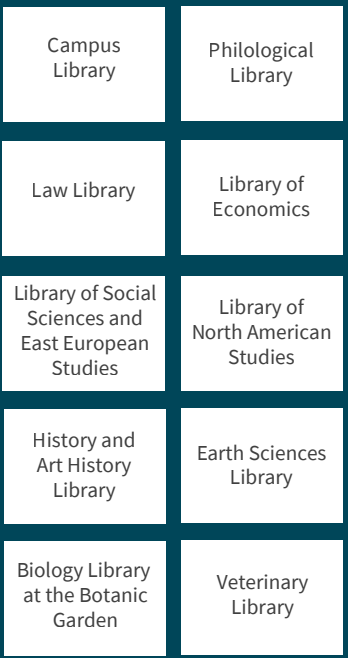 Campus
Library
Philological
Library
Law Library
Library of
Economics
Library of Social
Sciences and
East European
Studies
Library of
North American
Studies
History and
Art History
Library
Earth Sciences
Library
Biology Library
at the Botanic
Garden
Veterinary
Library